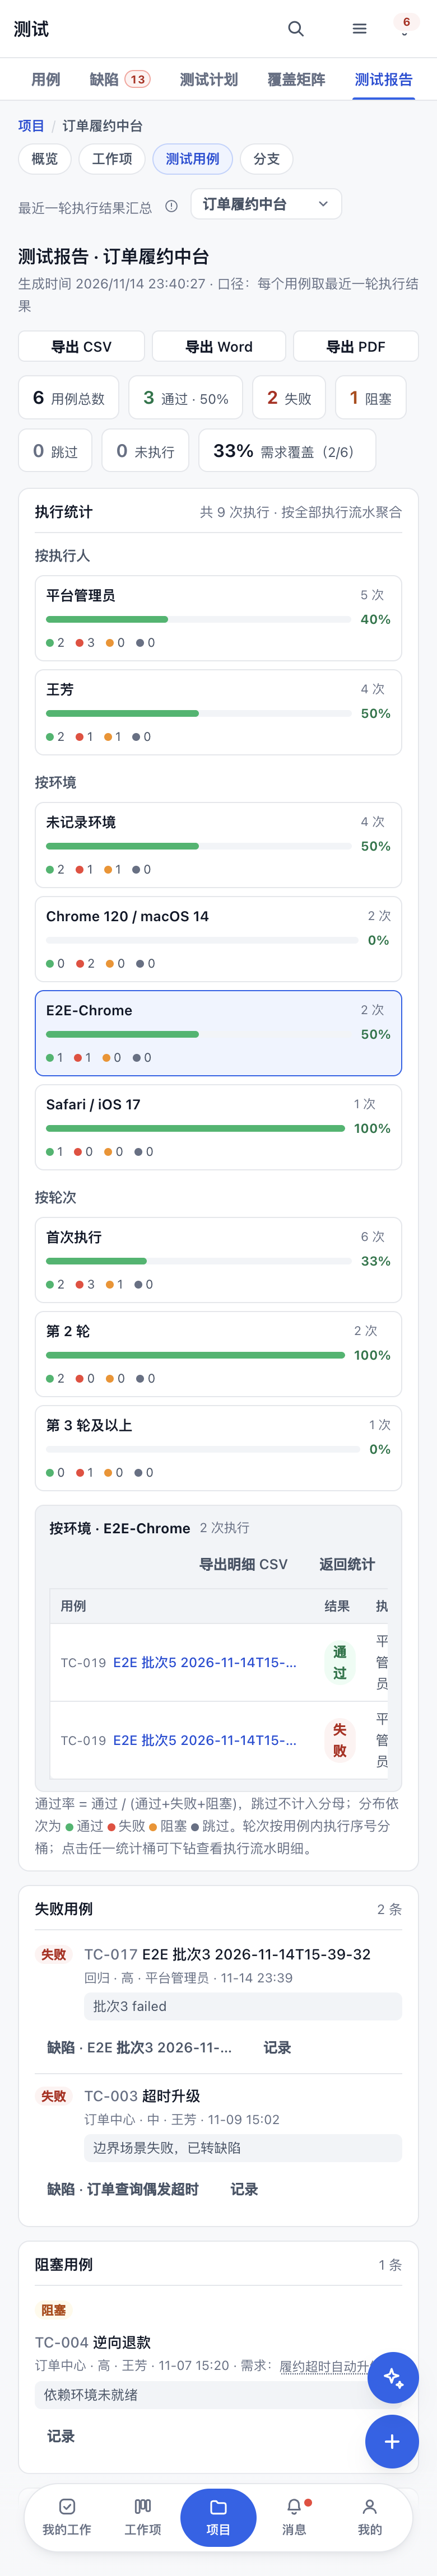 测试
6
用例 缺陷 13 测试计划 覆盖矩阵 测试报告
项目 / 订单履约中台
概览 工作项 测试用例 分支
最近一轮执行结果汇总 订单履约中台
测试报告 · 订单履约中台
生成时间 2026/11/14 23:40:27 · 口径：每个用例取最近一轮执行结
果
导出 CSV 导出 Word 导出 PDF
6 用例总数 3 通过 · 50% 2 失败 1 阻塞
0 跳过 0 未执行 33% 需求覆盖（2/6）
执行统计 共 9 次执行 · 按全部执行流水聚合
按执行人
平台管理员 5 次
40%
2 3 0 0
王芳 4 次
50%
2 1 1 0
按环境
未记录环境 4 次
50%
2 1 1 0
Chrome 120 / macOS 14 2 次
0%
0 2 0 0
E2E-Chrome 2 次
50%
1 1 0 0
Safari / iOS 17 1 次
100%
1 0 0 0
按轮次
首次执行 6 次
33%
2 3 1 0
第 2 轮 2 次
100%
2 0 0 0
第 3 轮及以上 1 次
0%
0 1 0 0
按环境 · E2E-Chrome 2 次执行
导出明细 CSV 返回统计
用例 结果 执
TC-019 E2E 批次5 2026-11-14T15-... 通过 平管员
TC-019 E2E 批次5 2026-11-14T15-... 失败 平管员
通过率 = 通过 / (通过+失败+阻塞)，跳过不计入分母；分布依
次为 通过 失败 阻塞 跳过。轮次按用例内执行序号分
桶；点击任一统计桶可下钻查看执行流水明细。
失败用例 2 条
失败 TC-017 E2E 批次3 2026-11-14T15-39-32
回归 · 高 · 平台管理员 · 11-14 23:39
批次3 failed
缺陷 · E2E 批次3 2026-11-... 记录
失败 TC-003 超时升级
订单中心 · 中 · 王芳 · 11-09 15:02
边界场景失败，已转缺陷
缺陷 · 订单查询偶发超时 记录
阻塞用例 1 条
阻塞
TC-004 逆向退款
订单中心 · 高 · 王芳 · 11-07 15:20 · 需求：履约超时自动升
依赖环境未就绪
记录
我的工作 工作项 项目 消息 我的